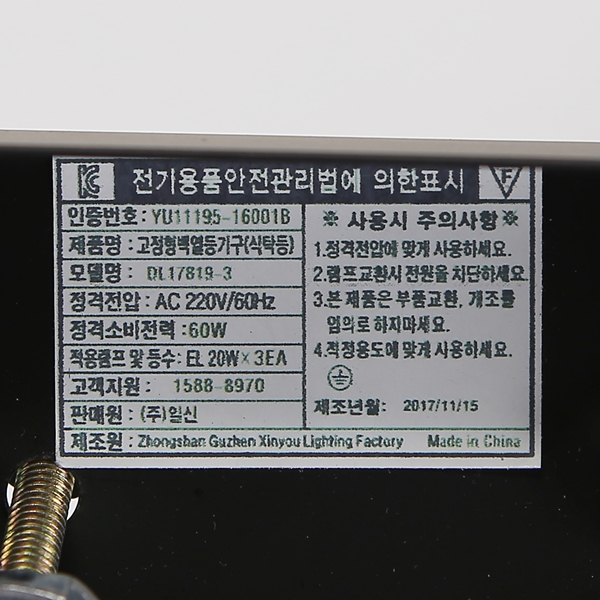 KC 전기용품안전관리법에 의한표시 F
인증번호 : YU11195-16001B
제품명 : 고정형백열등기구(식탁등)
모델명 : DL17819-3
정격전압 : AC 220V/60Hz
정격소비전력 : 60W
적용램프 및 등수 : EL 20W × 3EA
고객지원 : 1588-8970
판매원 : (주)일신
※ 사용시 주의사항 ※
1.정격전압에 맞게 사용하세요.
2.램프교환시 전원을 차단하세요.
3.본 제품은 부품교환, 개조를
임의로 하지마세요.
4.적정용도에 맞게 사용하세요.
제조년월: 2017/11/15
제조원 : Zhongshan Guzhen Xinyou Lighting Factory Made in China